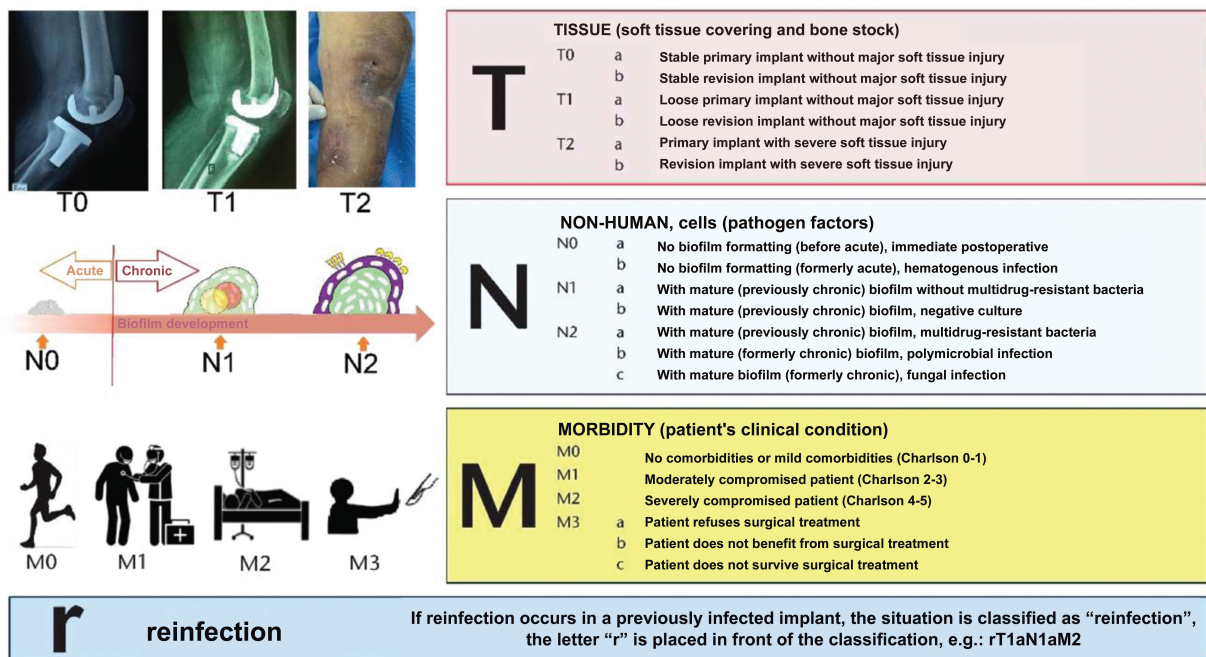 T0
T1
T2
Acute
Chronic
Biofilm development
N0
N1
N2
M0
M1
M2
M3
T
TISSUE (soft tissue covering and bone stock)
T0 a Stable primary implant without major soft tissue injury
b Stable revision implant without major soft tissue injury
T1 a Loose primary implant without major soft tissue injury
b Loose revision implant without major soft tissue injury
T2 a Primary implant with severe soft tissue injury
b Revision implant with severe soft tissue injury
N
NON-HUMAN, cells (pathogen factors)
N0 a No biofilm formatting (before acute), immediate postoperative
b No biofilm formatting (formerly acute), hematogenous infection
N1 a With mature (previously chronic) biofilm without multidrug-resistant bacteria
b With mature (previously chronic) biofilm, negative culture
N2 a With mature (previously chronic) biofilm, multidrug-resistant bacteria
b With mature (formerly chronic) biofilm, polymicrobial infection
c With mature biofilm (formerly chronic), fungal infection
M
MORBIDITY (patient's clinical condition)
M0 No comorbidities or mild comorbidities (Charlson 0-1)
M1 Moderately compromised patient (Charlson 2-3)
M2 Severely compromised patient (Charlson 4-5)
M3 a Patient refuses surgical treatment
b Patient does not benefit from surgical treatment
c Patient does not survive surgical treatment
r
reinfection
If reinfection occurs in a previously infected implant, the situation is classified as “reinfection”,
the letter “r” is placed in front of the classification, e.g.: rT1aN1aM2